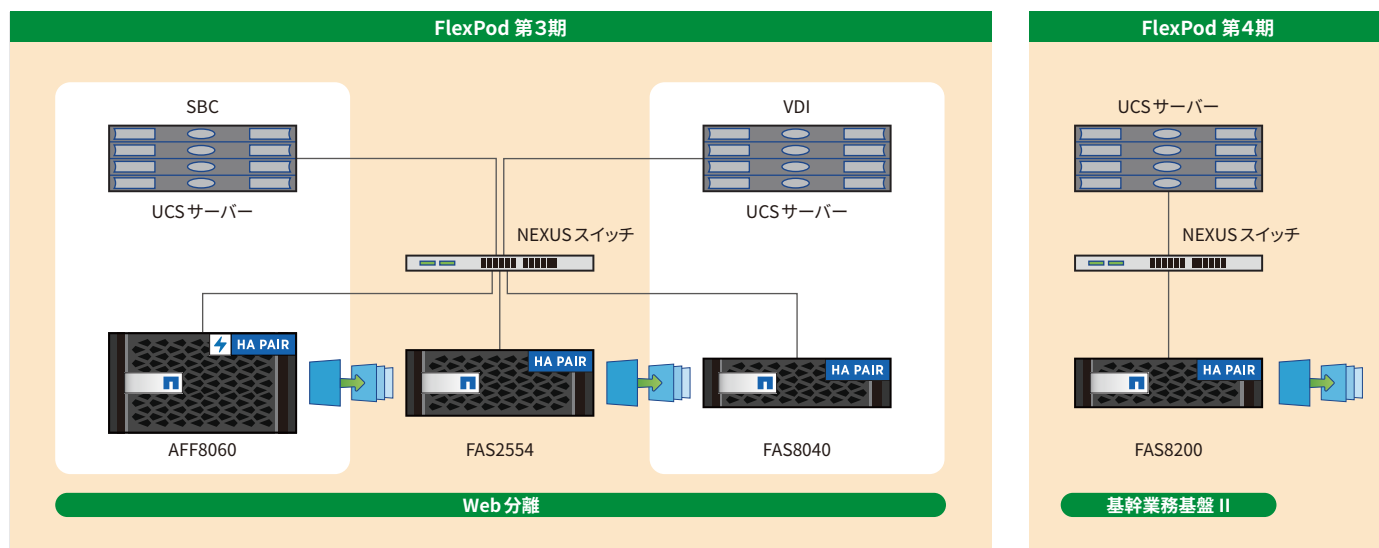 FlexPod 第3期
SBC
VDI
UCSサーバー
UCSサーバー
NEXUSスイッチ
HA PAIR
HA PAIR
HA PAIR
AFF8060
FAS2554
FAS8040
Web分離
FlexPod 第4期
UCSサーバー
NEXUSスイッチ
HA PAIR
FAS8200
基幹業務基盤 II